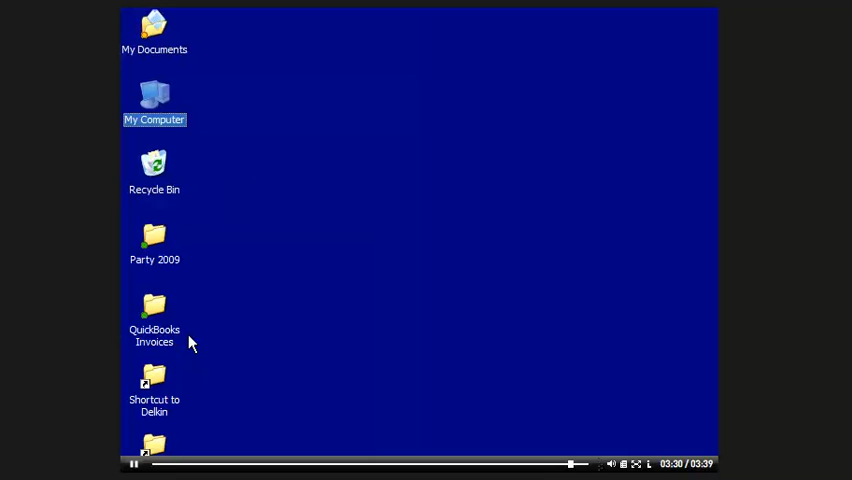 My Documents
My Computer
Recycle Bin
Party 2009
QuickBooks
Invoices
Shortcut to
Delkin
03:30 / 03:39